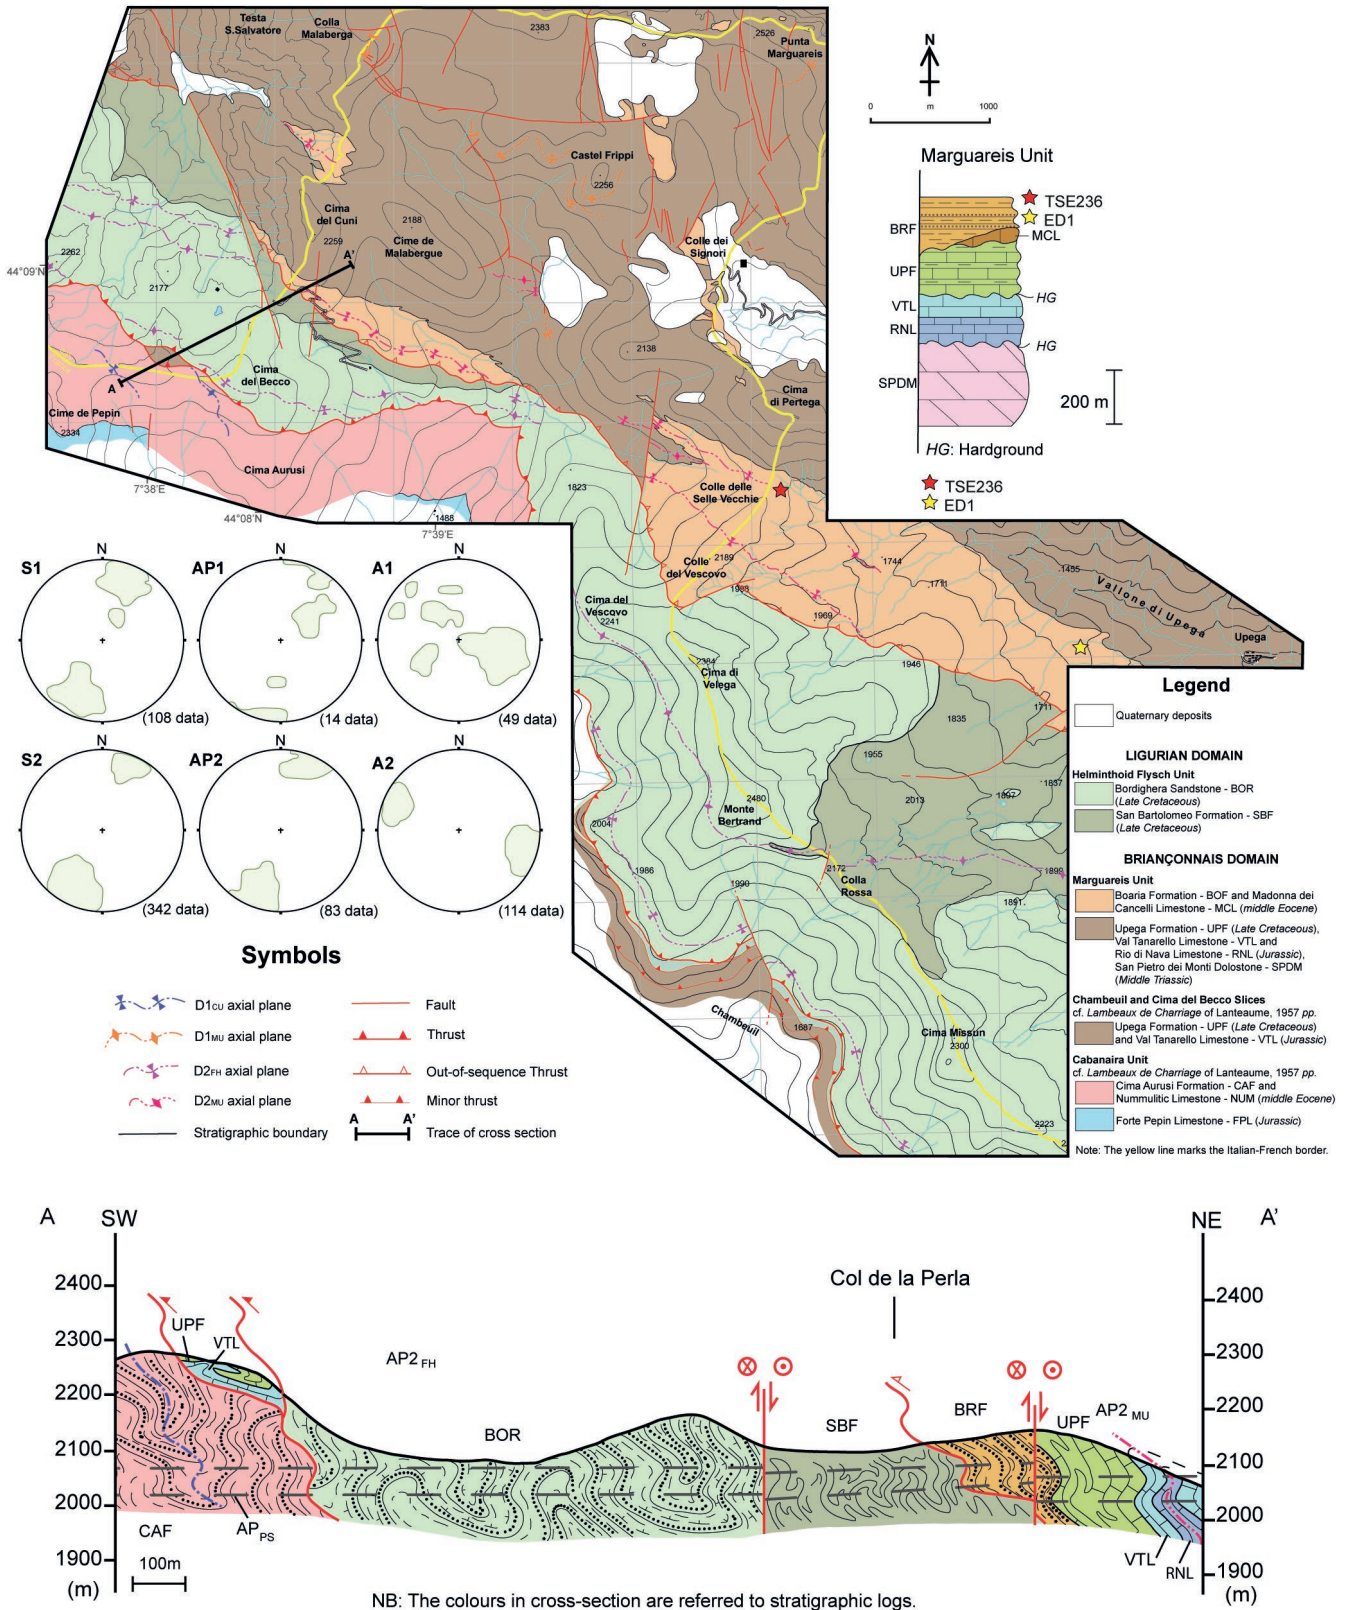 Testa
S.Salvatore
Colla
Malaberga
2383
2526
Punta
Marguareis
N
0 m 1000
Marguareis Unit
TSE236
ED1
MCL
BRF
UPF
HG
VTL
RNL
HG
SPDM
200 m
HG: Hardground
TSE236
ED1
Castel Frippi
2256
Cima
del Cuni
2259
2188
Cime de
Malabergue
Colle dei
Signori
A'
2262
44°09'N
2177
2138
Cima
del Becco
A
Cima
di Pertega
Cime de Pepin
2334
Cima Aurusi
7°38'E
44°08'N
1488
7°39'E
1823
Colle delle
Selle Vecchie
2189
Colle
del Vescovo
1744
1711
1455
Vallone di Upega
Upega
1969
Cima del
Vescovo
2241
2384
Cima di
Velega
1946
1711
1835
1955
2013
1897
1837
2480
Monte
Bertrand
2004
1986
1990
2172
Colla
Rossa
1899
1891
Chambeuil
1687
Cima Missun
2300
2223
N
S1
(108 data)
N
AP1
(14 data)
N
A1
(49 data)
N
S2
(342 data)
N
AP2
(83 data)
N
A2
(114 data)
Symbols
D1CU axial plane
D1MU axial plane
D2FH axial plane
D2MU axial plane
Stratigraphic boundary
Fault
Thrust
Out-of-sequence Thrust
Minor thrust
A A'
Trace of cross section
Legend
Quaternary deposits
LIGURIAN DOMAIN
Helminthoid Flysch Unit
Bordighera Sandstone - BOR
(Late Cretaceous)
San Bartolomeo Formation - SBF
(Late Cretaceous)
BRIANÇONNAIS DOMAIN
Marguareis Unit
Boaria Formation - BOF and Madonna dei
Cancelli Limestone - MCL (middle Eocene)
Upega Formation - UPF (Late Cretaceous),
Val Tanarello Limestone - VTL and
Rio di Nava Limestone - RNL (Jurassic),
San Pietro dei Monti Dolostone - SPDM
(Middle Triassic)
Chambeuil and Cima del Becco Slices
cf. Lambeaux de Charriage of Lanteaume, 1957 pp.
Upega Formation - UPF (Late Cretaceous)
and Val Tanarello Limestone - VTL (Jurassic)
Cabanaira Unit
cf. Lambeaux de Charriage of Lanteaume, 1957 pp.
Cima Aurusi Formation - CAF and
Nummulitic Limestone - NUM (middle Eocene)
Forte Pepin Limestone - FPL (Jurassic)
Note: The yellow line marks the Italian-French border.
A SW
NE A'
2400
2300
2200
2100
2000
1900
(m)
UPF
VTL
AP2 FH
BOR
Col de la Perla
SBF
BRF
UPF
AP2 MU
2400
2300
2200
2100
2000
1900
(m)
CAF
AP PS
VTL
RNL
100m
NB: The colours in cross-section are referred to stratigraphic logs.